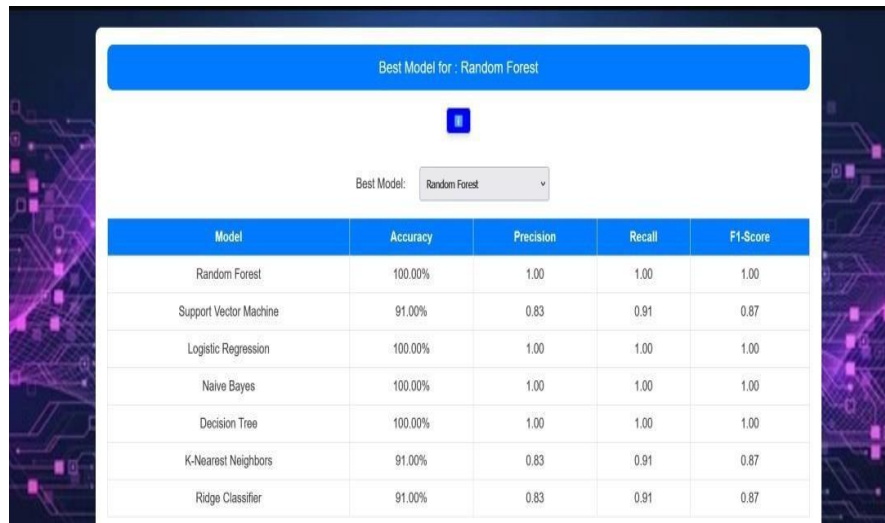 Best Model for : Random Forest
Best Model: Random Forest
Model Accuracy Precision Recall F1-Score
Random Forest 100.00% 1.00 1.00 1.00
Support Vector Machine 91.00% 0.83 0.91 0.87
Logistic Regression 100.00% 1.00 1.00 1.00
Naive Bayes 100.00% 1.00 1.00 1.00
Decision Tree 100.00% 1.00 1.00 1.00
K-Nearest Neighbors 91.00% 0.83 0.91 0.87
Ridge Classifier 91.00% 0.83 0.91 0.87